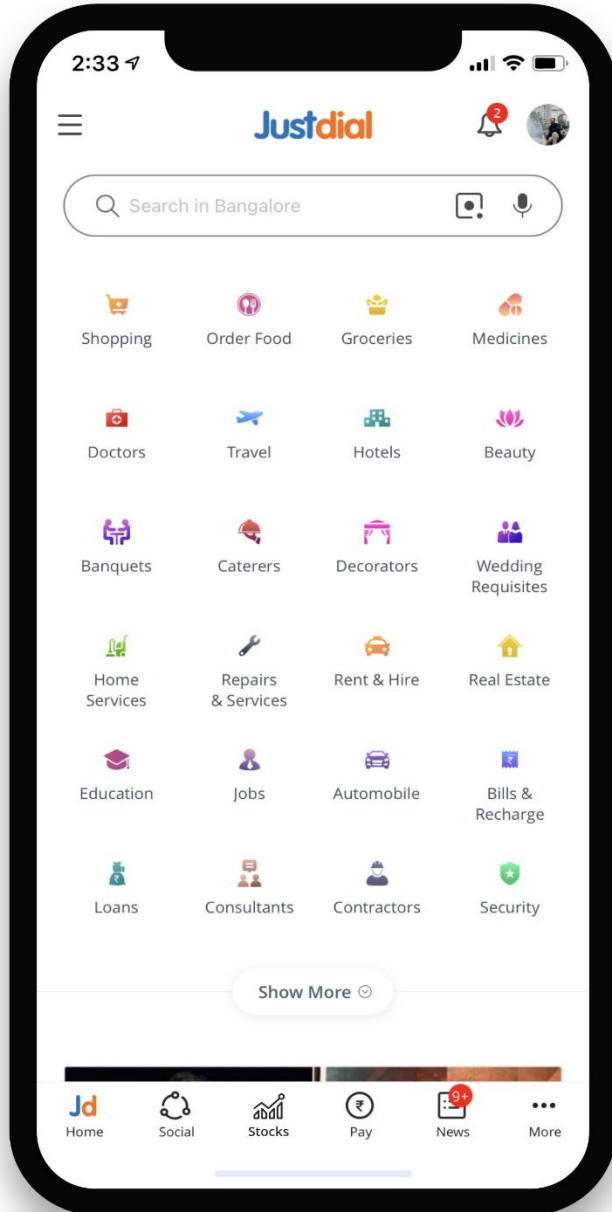 2:33
Justdial
2
Search in Bangalore
Shopping Order Food Groceries Medicines
Doctors Travel Hotels Beauty
Banquets Caterers Decorators Wedding
Requisites
Home Repairs Rent & Hire Real Estate
Services & Services
Education Jobs Automobile Bills &
Recharge
Loans Consultants Contractors Security
Show More
9+
Jd
Home Social Stocks Pay News More